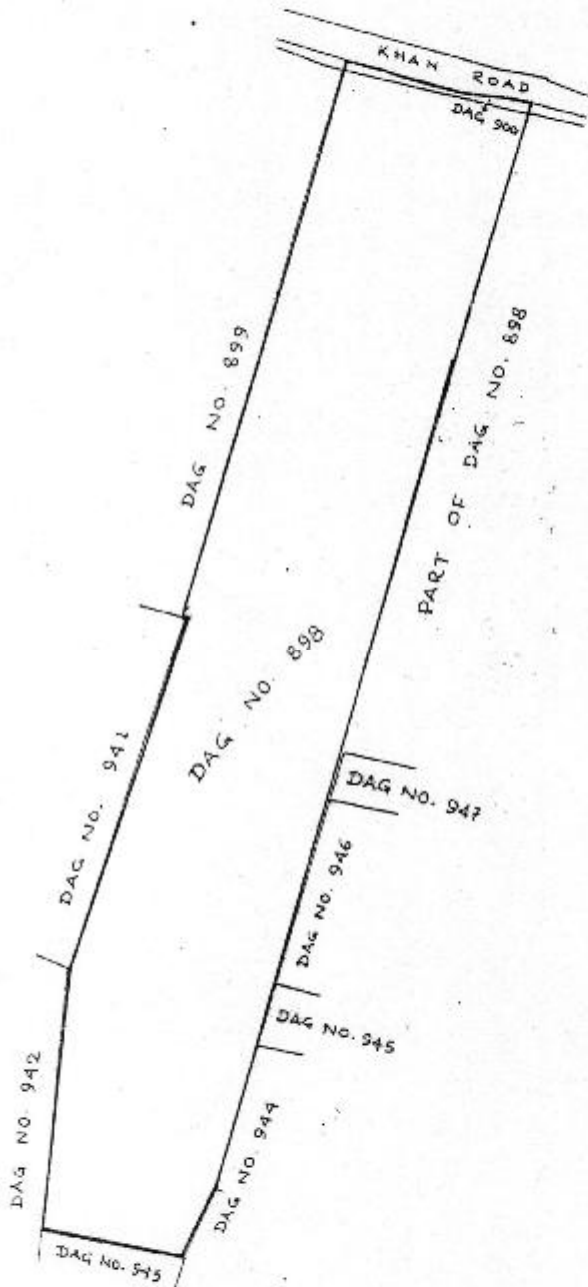 KHAN ROAD
DAG 900
DAG NO. 899
PART OF DAG NO. 898
DAG NO. 898
DAG NO. 941
DAG NO. 947
DAG NO. 946
DAG NO. 945
DAG NO. 942
DAG NO. 944
DAG NO. 545